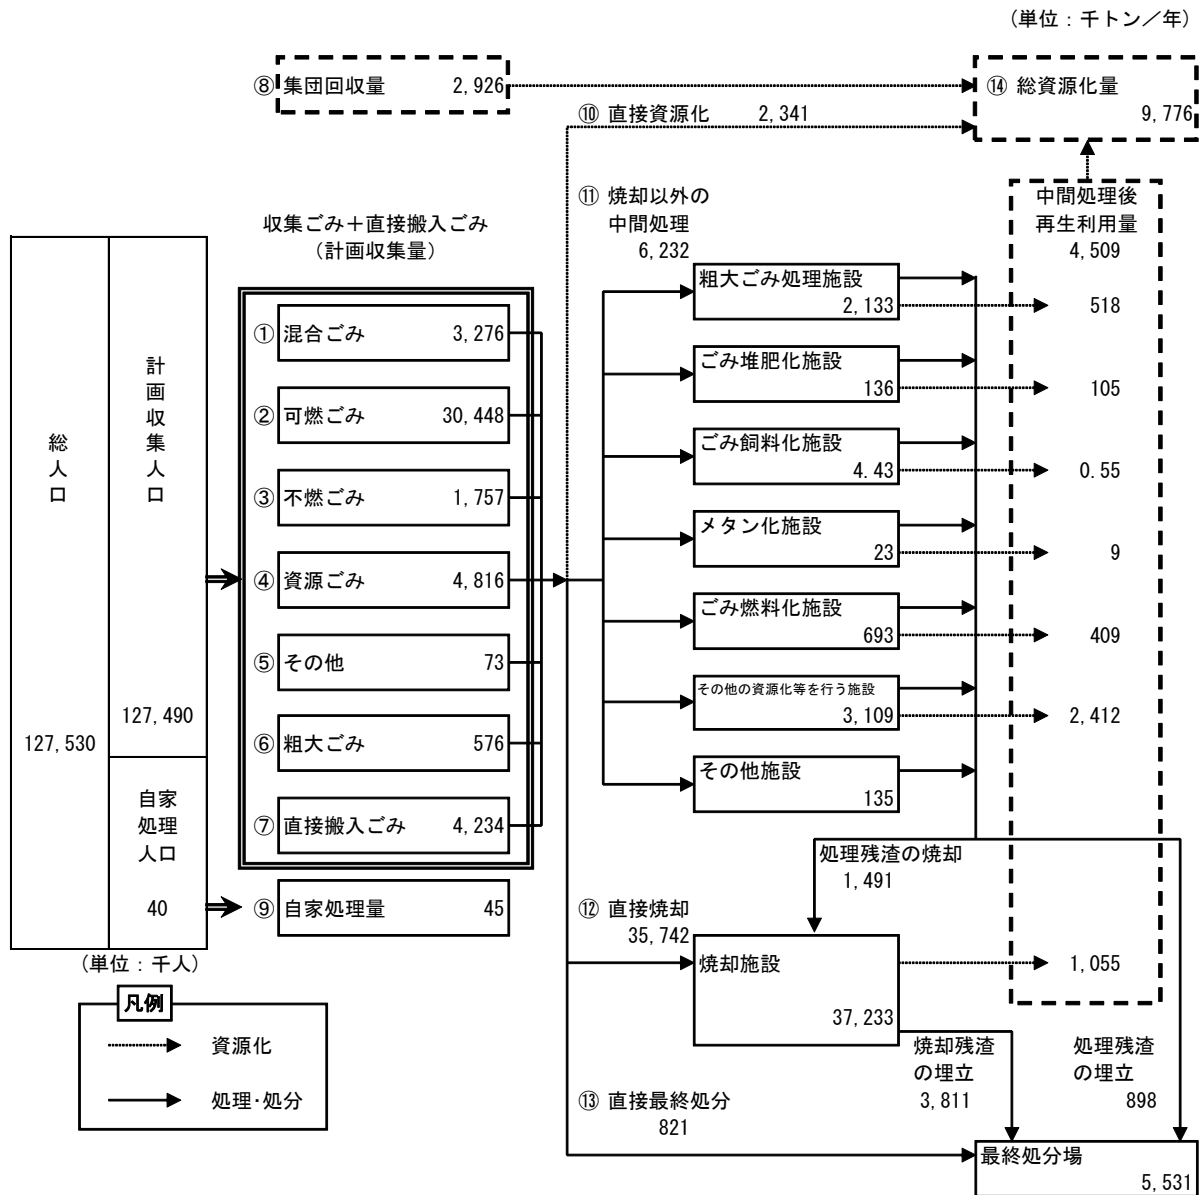 (単位:千トン/年)
⑧ 集団回収量 2,926
⑭ 総資源化量
9,776
⑩ 直接資源化 2,341
⑪ 焼却以外の
中間処理
6,232
中間処理後
再生利用量
4,509
収集ごみ+直接搬入ごみ
(計画収集量)
総人口
127,530
計画収集人口
127,490
自家
処理
人口
40
(単位:千人)
① 混合ごみ 3,276
② 可燃ごみ 30,448
③ 不燃ごみ 1,757
④ 資源ごみ 4,816
⑤ その他 73
⑥ 粗大ごみ 576
⑦ 直接搬入ごみ 4,234
⑨ 自家処理量 45
粗大ごみ処理施設
2,133
518
ごみ堆肥化施設
136
105
ごみ飼料化施設
4.43
0.55
メタン化施設
23
9
ごみ燃料化施設
693
409
その他の資源化等を行う施設
3,109
2,412
その他施設
135
処理残渣の焼却
1,491
⑫ 直接焼却
35,742
焼却施設
37,233
1,055
焼却残渣
の埋立
3,811
処理残渣
の埋立
898
⑬ 直接最終処分
821
最終処分場
5,531
凡例
資源化
処理・処分